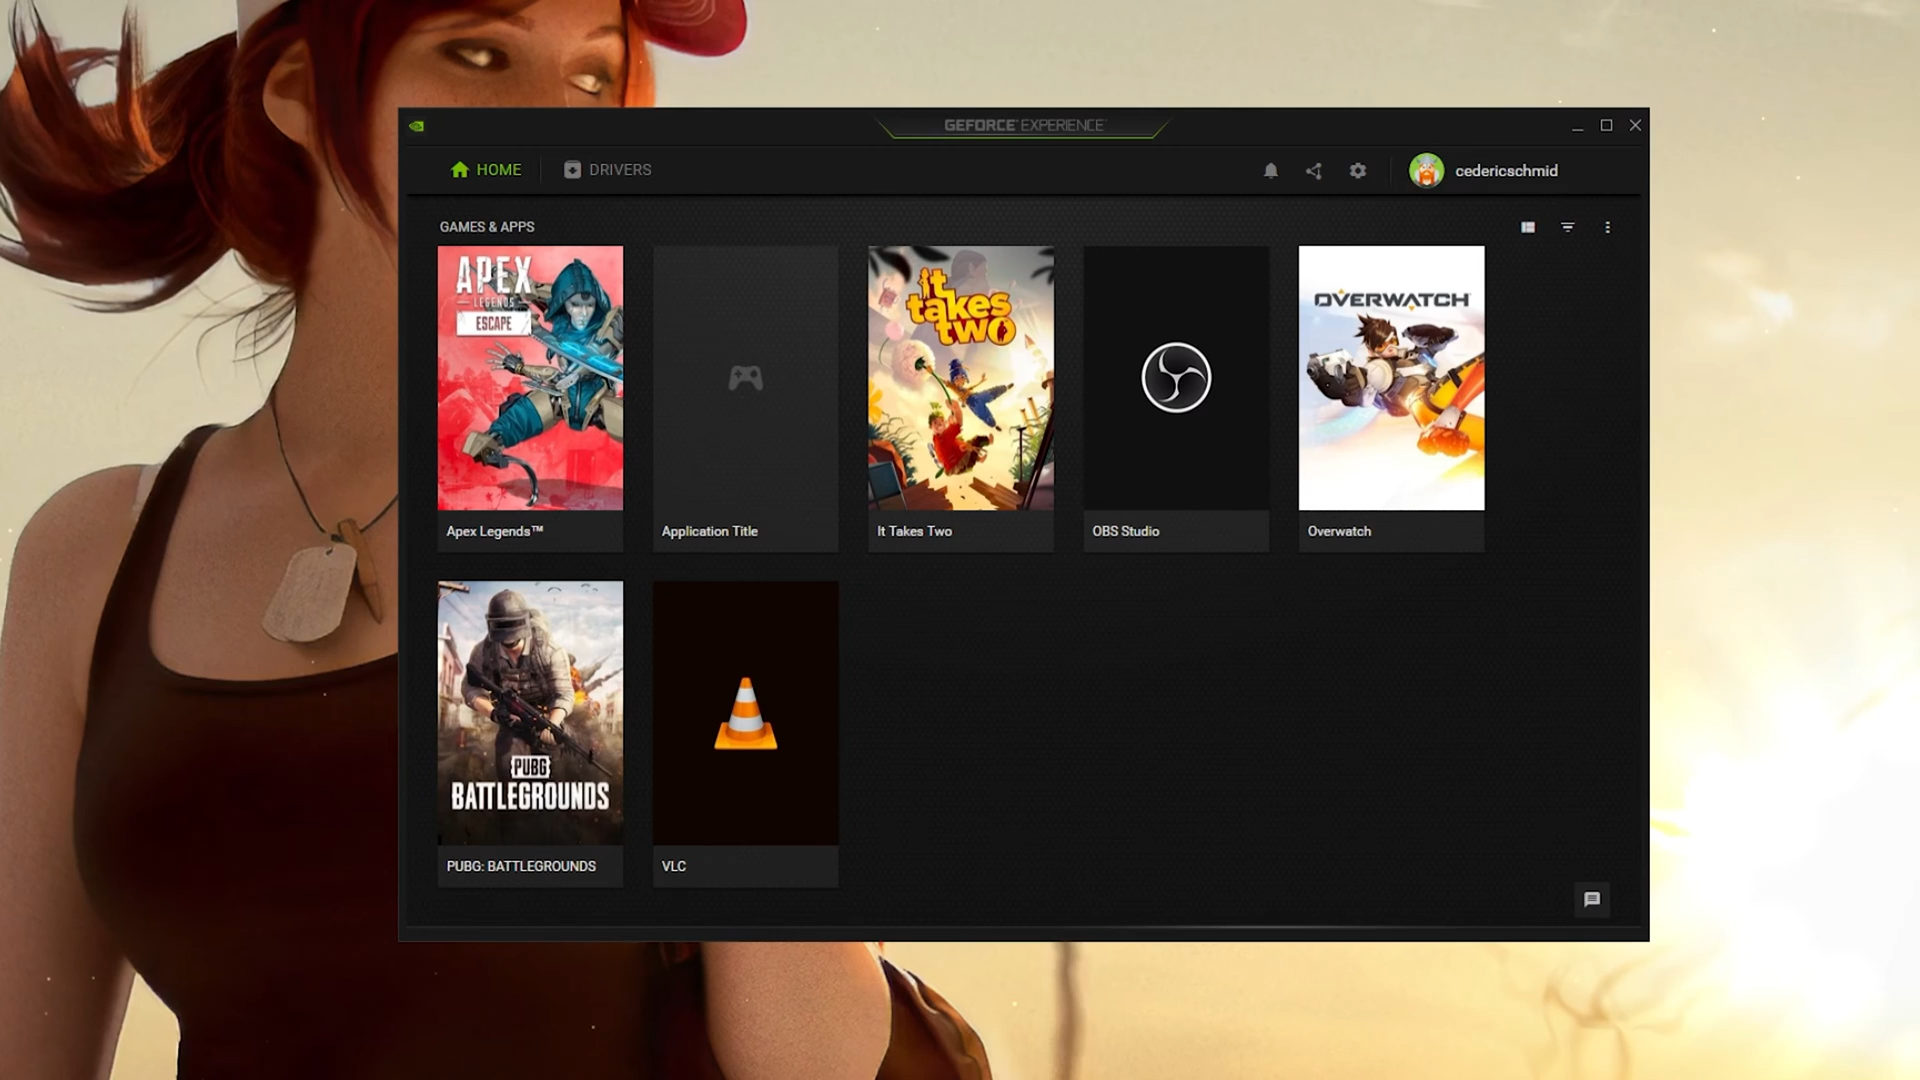 GEFORCE EXPERIENCE
HOME
DRIVERS
cedericschmid
GAMES & APPS
APEX
LEGENDS
ESCAPE
it
takes
two
OVERWATCH
Apex Legends™
Application Title
It Takes Two
OBS Studio
Overwatch
PUBG
BATTLEGROUNDS
PUBG: BATTLEGROUNDS
VLC